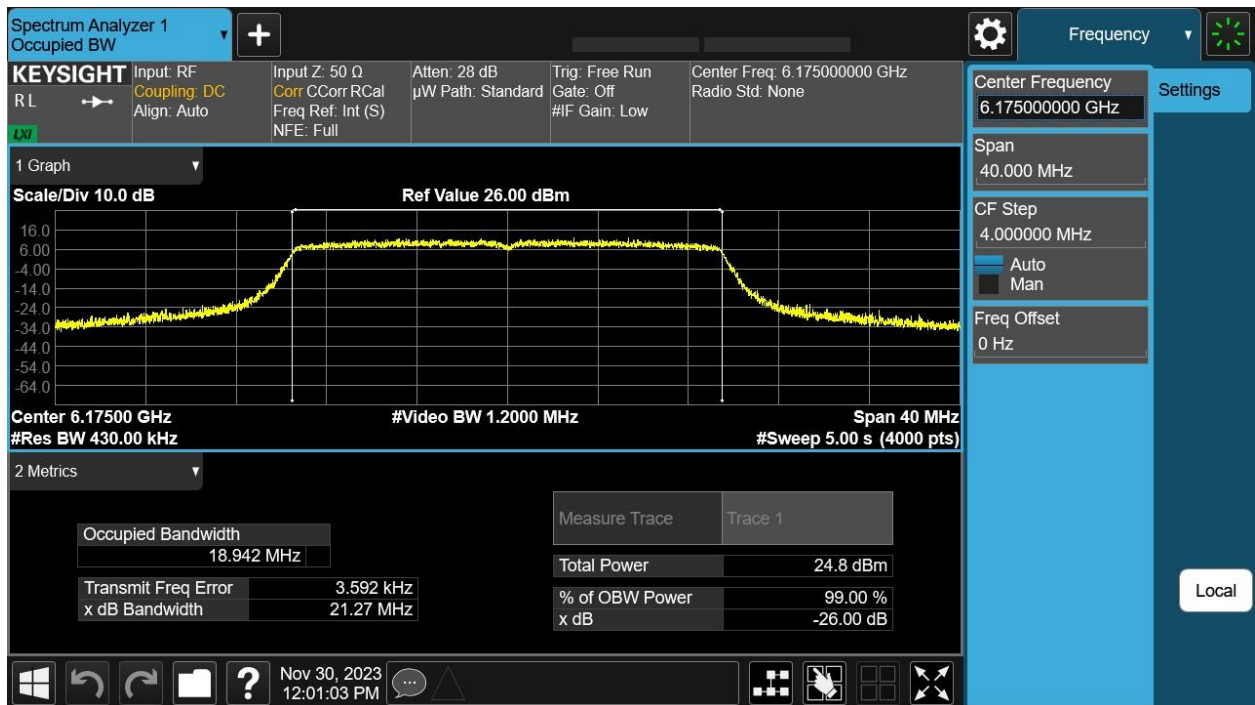 Spectrum Analyzer 1
Occupied BW
Frequency
KEYSIGHT
R L
LXI
Input: RF
Coupling: DC
Align: Auto
Input Z: 50 Ω
Corr CCorr RCal
Freq Ref: Int (S)
NFE: Full
Atten: 28 dB
µW Path: Standard
Trig: Free Run
Gate: Off
#IF Gain: Low
Center Freq: 6.175000000 GHz
Radio Std: None
Center Frequency
6.175000000 GHz
Settings
Span
40.000 MHz
CF Step
4.000000 MHz
Auto
Man
Freq Offset
0 Hz
Local
1 Graph
Scale/Div 10.0 dB
Ref Value 26.00 dBm
16.0
6.00
-4.00
-14.0
-24.0
-34.0
-44.0
-54.0
-64.0
Center 6.17500 GHz
#Video BW 1.2000 MHz
Span 40 MHz
#Res BW 430.00 kHz
#Sweep 5.00 s (4000 pts)
2 Metrics
Occupied Bandwidth
18.942 MHz
Transmit Freq Error 3.592 kHz
x dB Bandwidth 21.27 MHz
Measure Trace Trace 1
Total Power 24.8 dBm
% of OBW Power 99.00 %
x dB -26.00 dB
?
Nov 30, 2023
12:01:03 PM